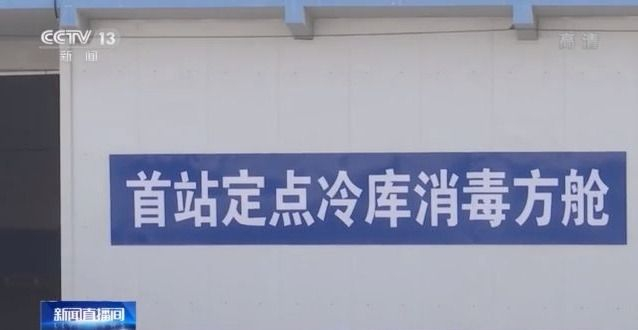 CCTV 13
新闻
高清
首站定点冷库消毒方舱
新闻直播间